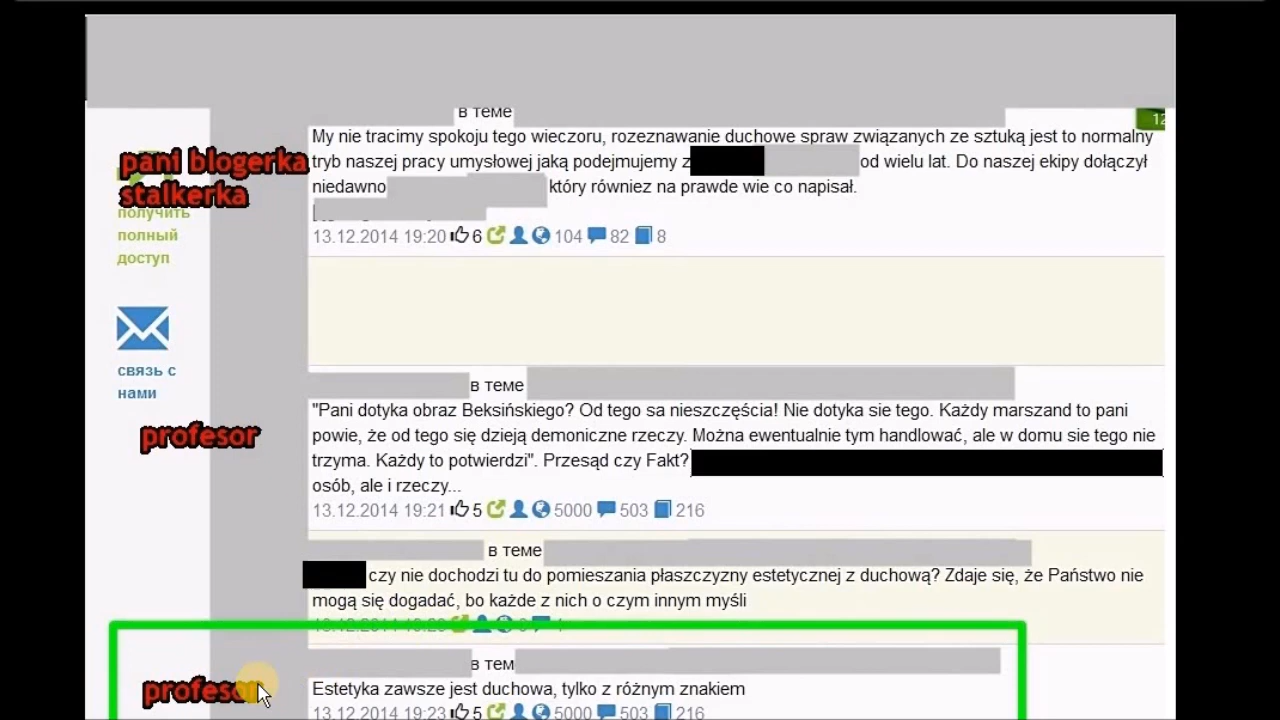 в теме
12
My nie tracimy spokoju tego wieczoru, rozeznawanie duchowe spraw związanych ze sztuką jest to normalny
pani blogerka
tryb naszej pracy umysłowej jaką podejmujemy z od wielu lat. Do naszej ekipy dołączył
stalkerka
niedawno który równiez na prawde wie co napisał.
получить
полный
доступ
13.12.2014 19:20 6 104 82 8
связь с
нами
в теме
"Pani dotyka obraz Beksińskiego? Od tego sa nieszczęścia! Nie dotyka sie tego. Każdy marszand to pani
profesor
powie, że od tego się dzieją demoniczne rzeczy. Można ewentualnie tym handlować, ale w domu sie tego nie
trzyma. Każdy to potwierdzi". Przesąd czy Fakt?
osób, ale i rzeczy...
13.12.2014 19:21 5 5000 503 216
в теме
czy nie dochodzi tu do pomieszania płaszczyzny estetycznej z duchową? Zdaje się, że Państwo nie
mogą się dogadać, bo każde z nich o czym innym myśli
в тем
profesor
Estetyka zawsze jest duchowa, tylko z różnym znakiem
13.12.2014 19:23 5 5000 503 216